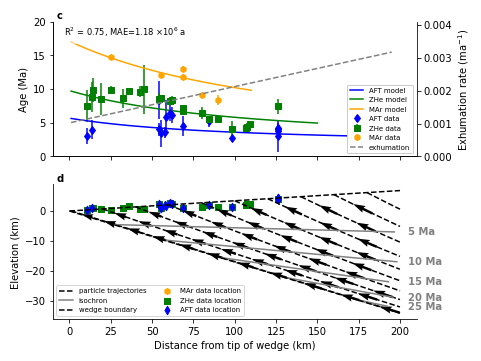 c
R² = 0.75, MAE=1.18 ×10⁶ a
Age (Ma)
20
15
10
5
0
Exhumation rate (ma⁻¹)
0.004
0.003
0.002
0.001
0.000
AFT model
ZHe model
MAr model
AFT data
ZHe data
MAr data
exhumation
d
Elevation (km)
0
−10
−20
−30
5 Ma
10 Ma
15 Ma
20 Ma
25 Ma
particle trajectories
isochron
wedge boundary
MAr data location
ZHe data location
AFT data location
0 25 50 75 100 125 150 175 200
Distance from tip of wedge (km)